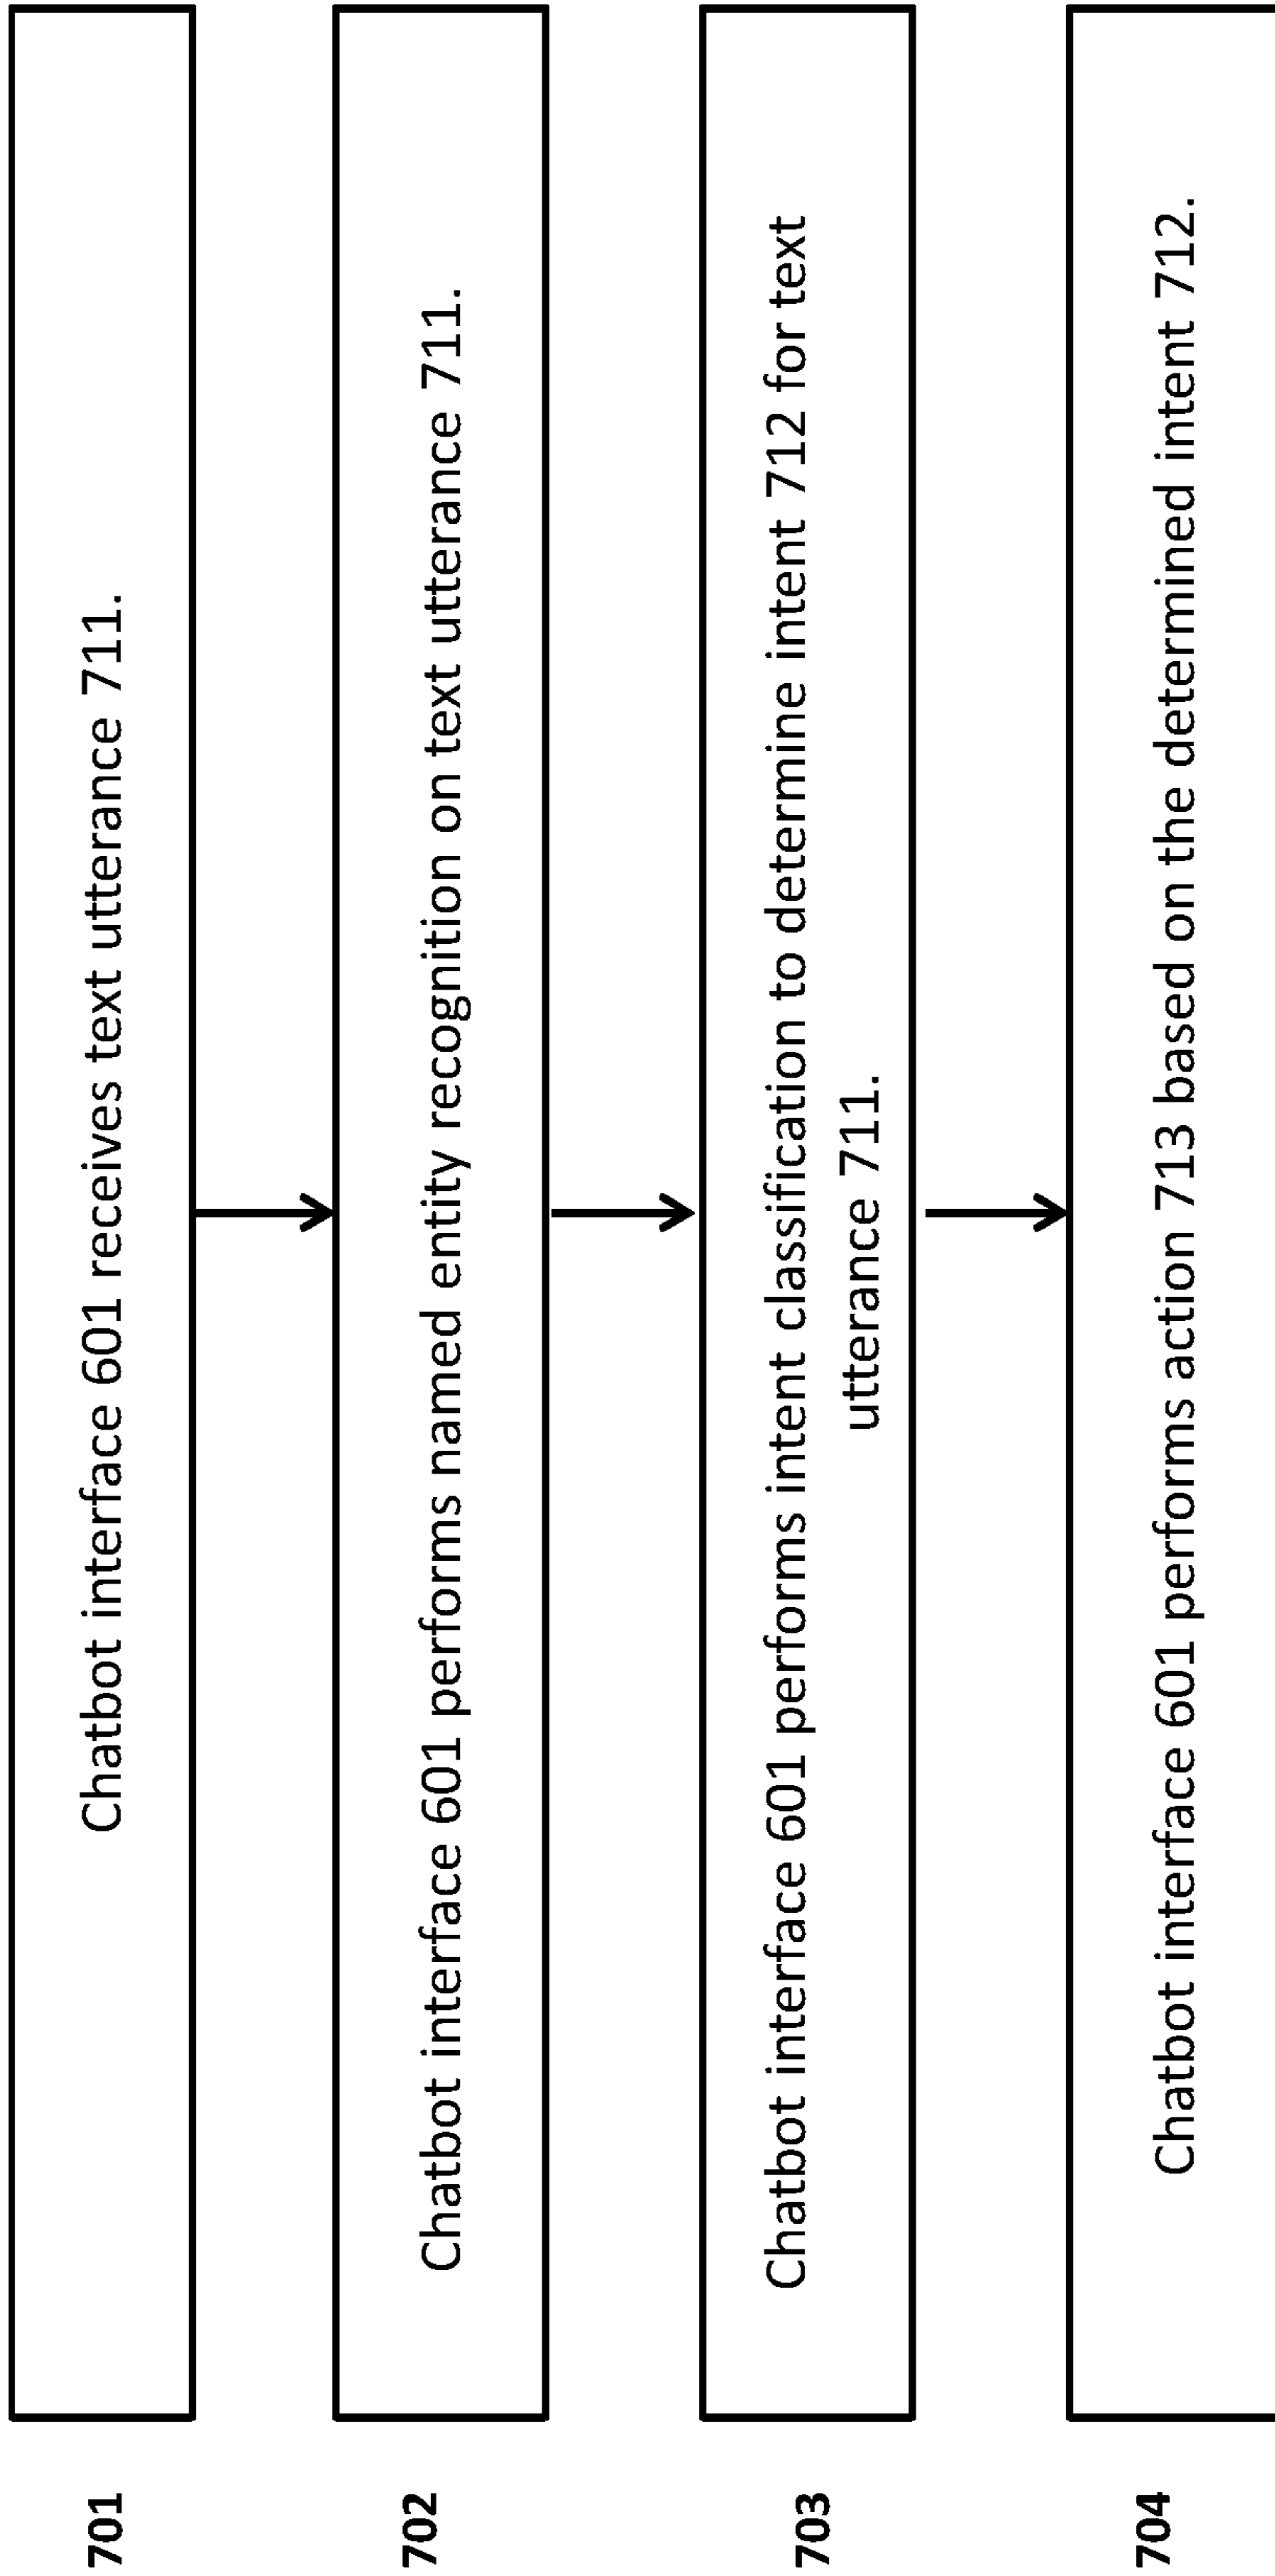 701
Chatbot interface 601 receives text utterance 711.
702
Chatbot interface 601 performs named entity recognition on text utterance 711.
703
Chatbot interface 601 performs intent classification to determine intent 712 for text
utterance 711.
704
Chatbot interface 601 performs action 713 based on the determined intent 712.